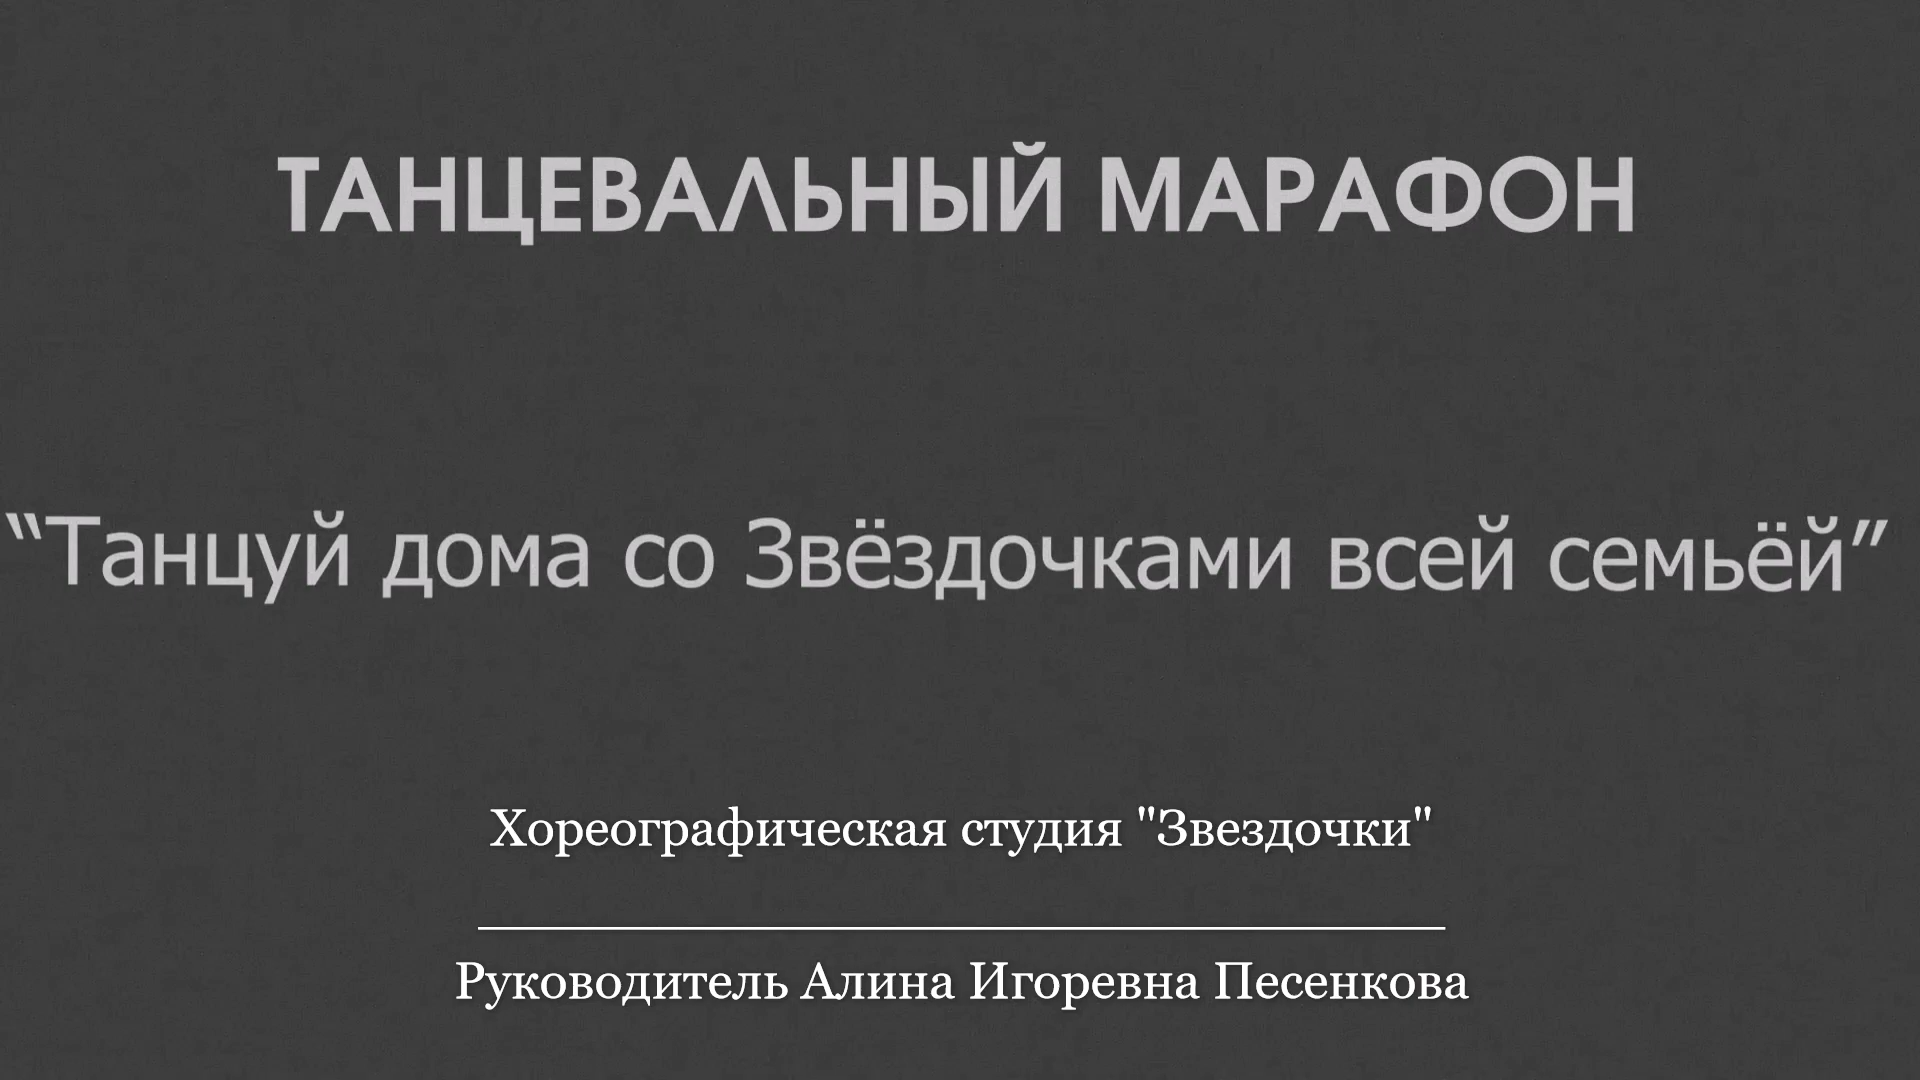 ТАНЦЕВАЛЬНЫЙ МАРАФОН
“Танцуй дома со Звёздочками всей семьёй”
Хореографическая студия "Звездочки"
Руководитель Алина Игоревна Песенкова